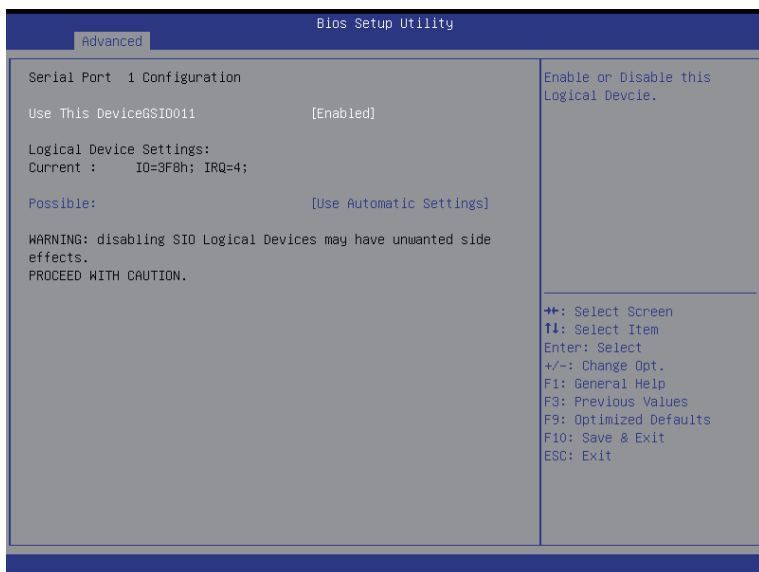 Bios Setup Utility
Advanced
Serial Port 1 Configuration
Use This DeviceGSIO011 [Enabled]
Logical Device Settings:
Current : IO=3F8h; IRQ=4;
Possible: [Use Automatic Settings]
WARNING: disabling SIO Logical Devices may have unwanted side
effects.
PROCEED WITH CAUTION.
Enable or Disable this
Logical Devcie.
→←: Select Screen
↑↓: Select Item
Enter: Select
+/-: Change Opt.
F1: General Help
F3: Previous Values
F9: Optimized Defaults
F10: Save & Exit
ESC: Exit